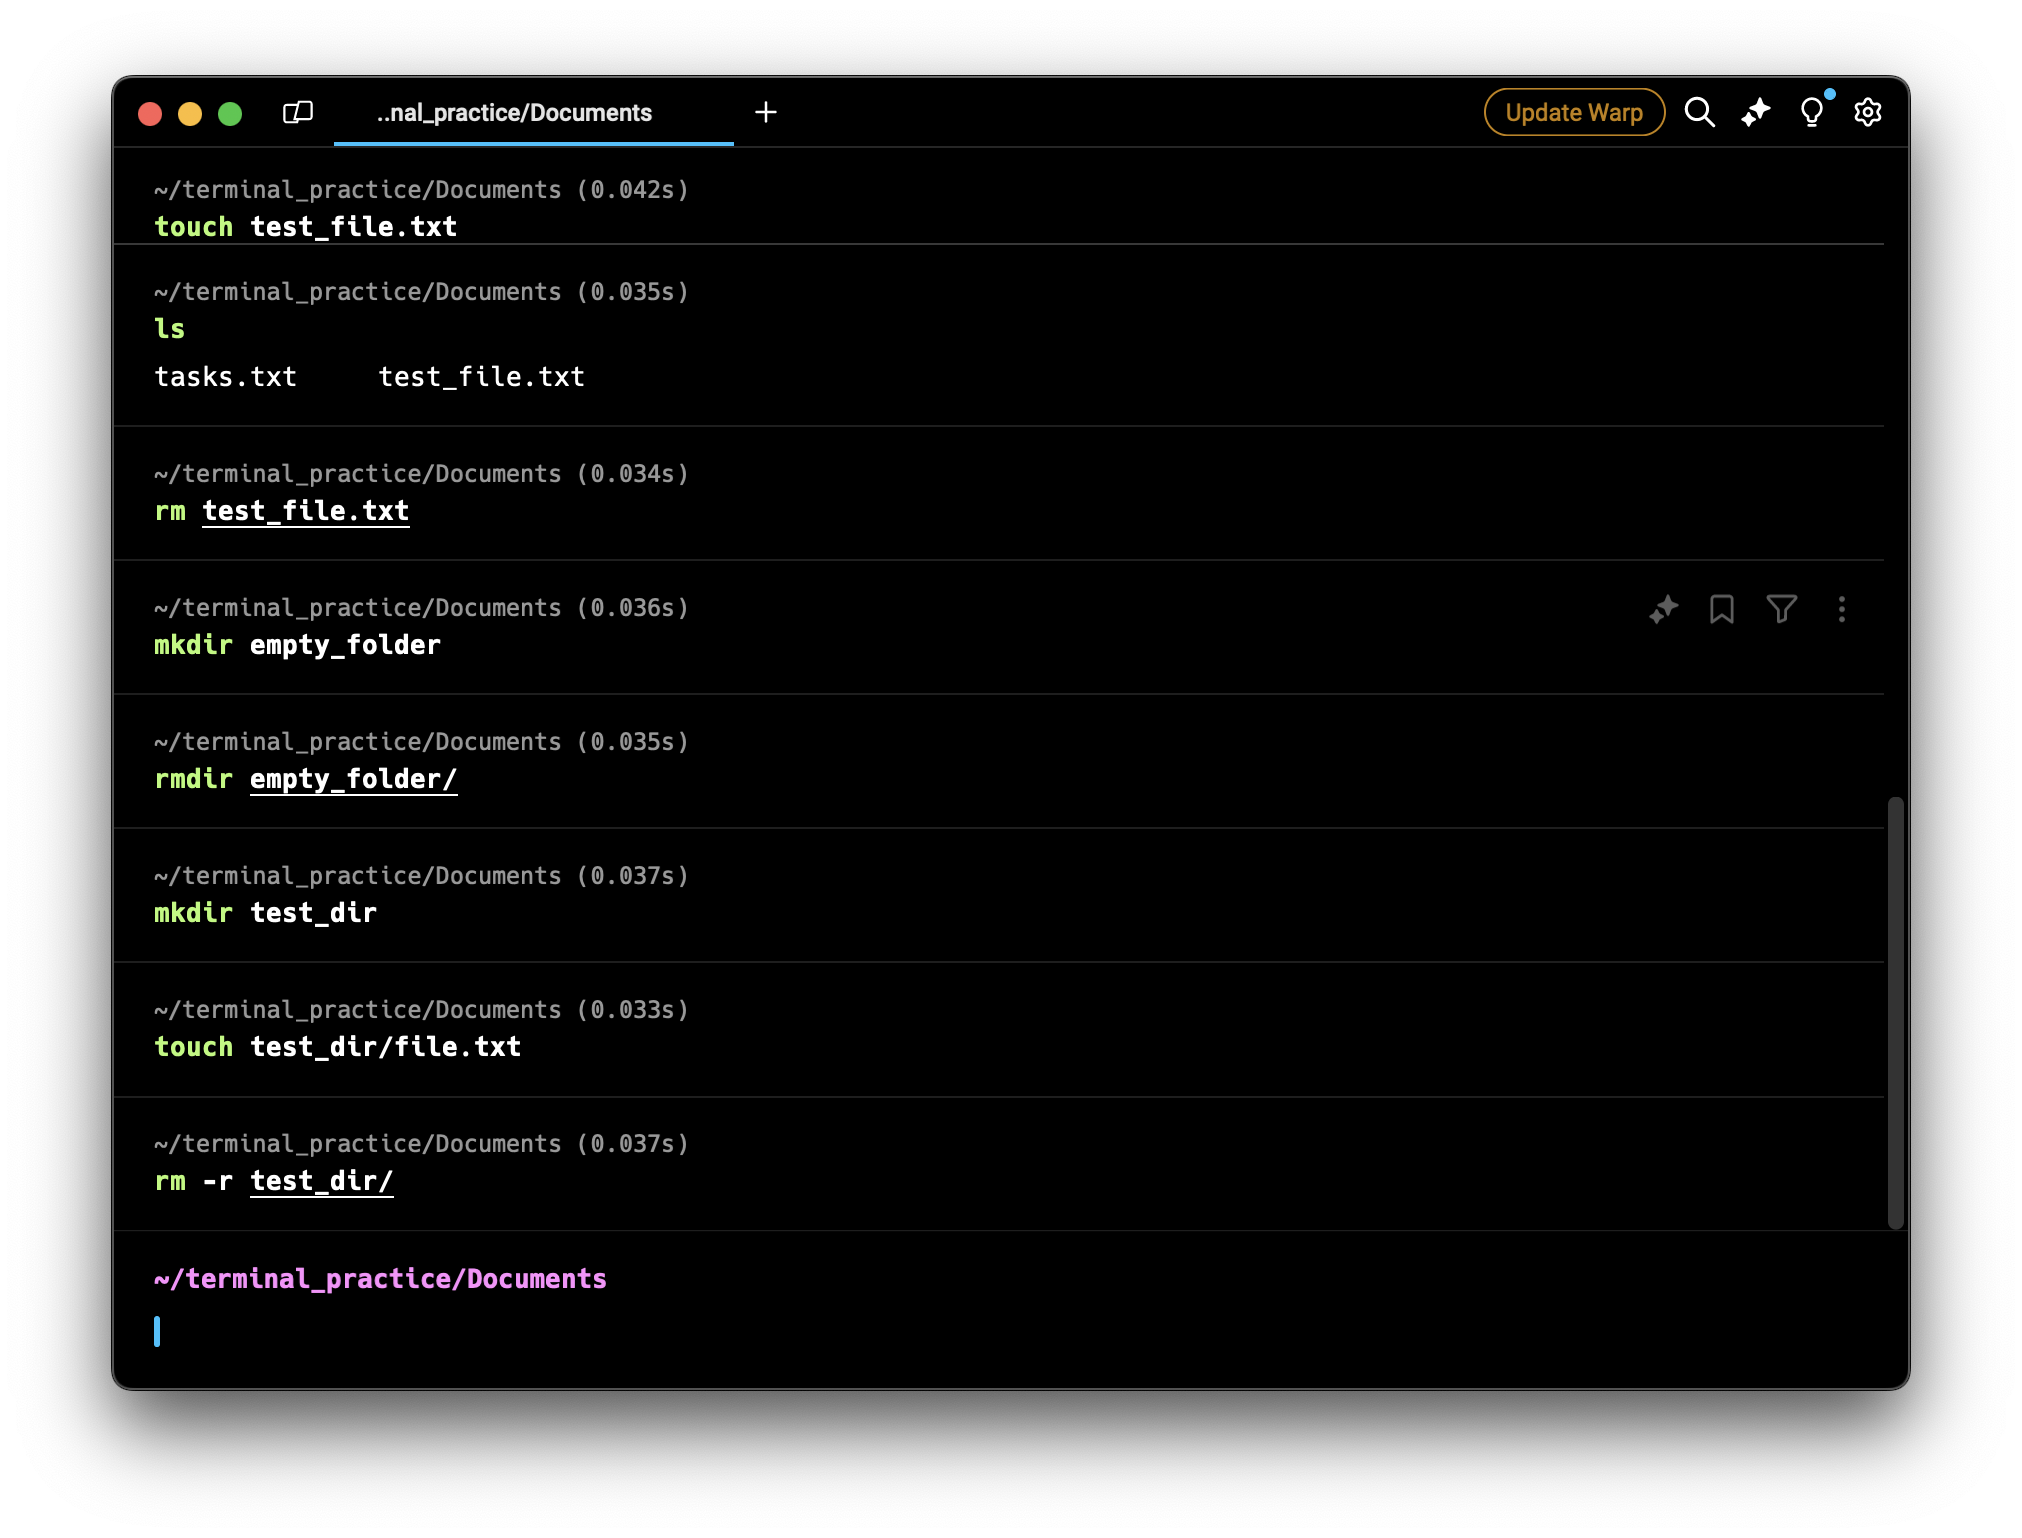 ..nal_practice/Documents
Update Warp
~/terminal_practice/Documents (0.042s)
touch test_file.txt
~/terminal_practice/Documents (0.035s)
ls
tasks.txt test_file.txt
~/terminal_practice/Documents (0.034s)
rm test_file.txt
~/terminal_practice/Documents (0.036s)
mkdir empty_folder
~/terminal_practice/Documents (0.035s)
rmdir empty_folder/
~/terminal_practice/Documents (0.037s)
mkdir test_dir
~/terminal_practice/Documents (0.033s)
touch test_dir/file.txt
~/terminal_practice/Documents (0.037s)
rm -r test_dir/
~/terminal_practice/Documents